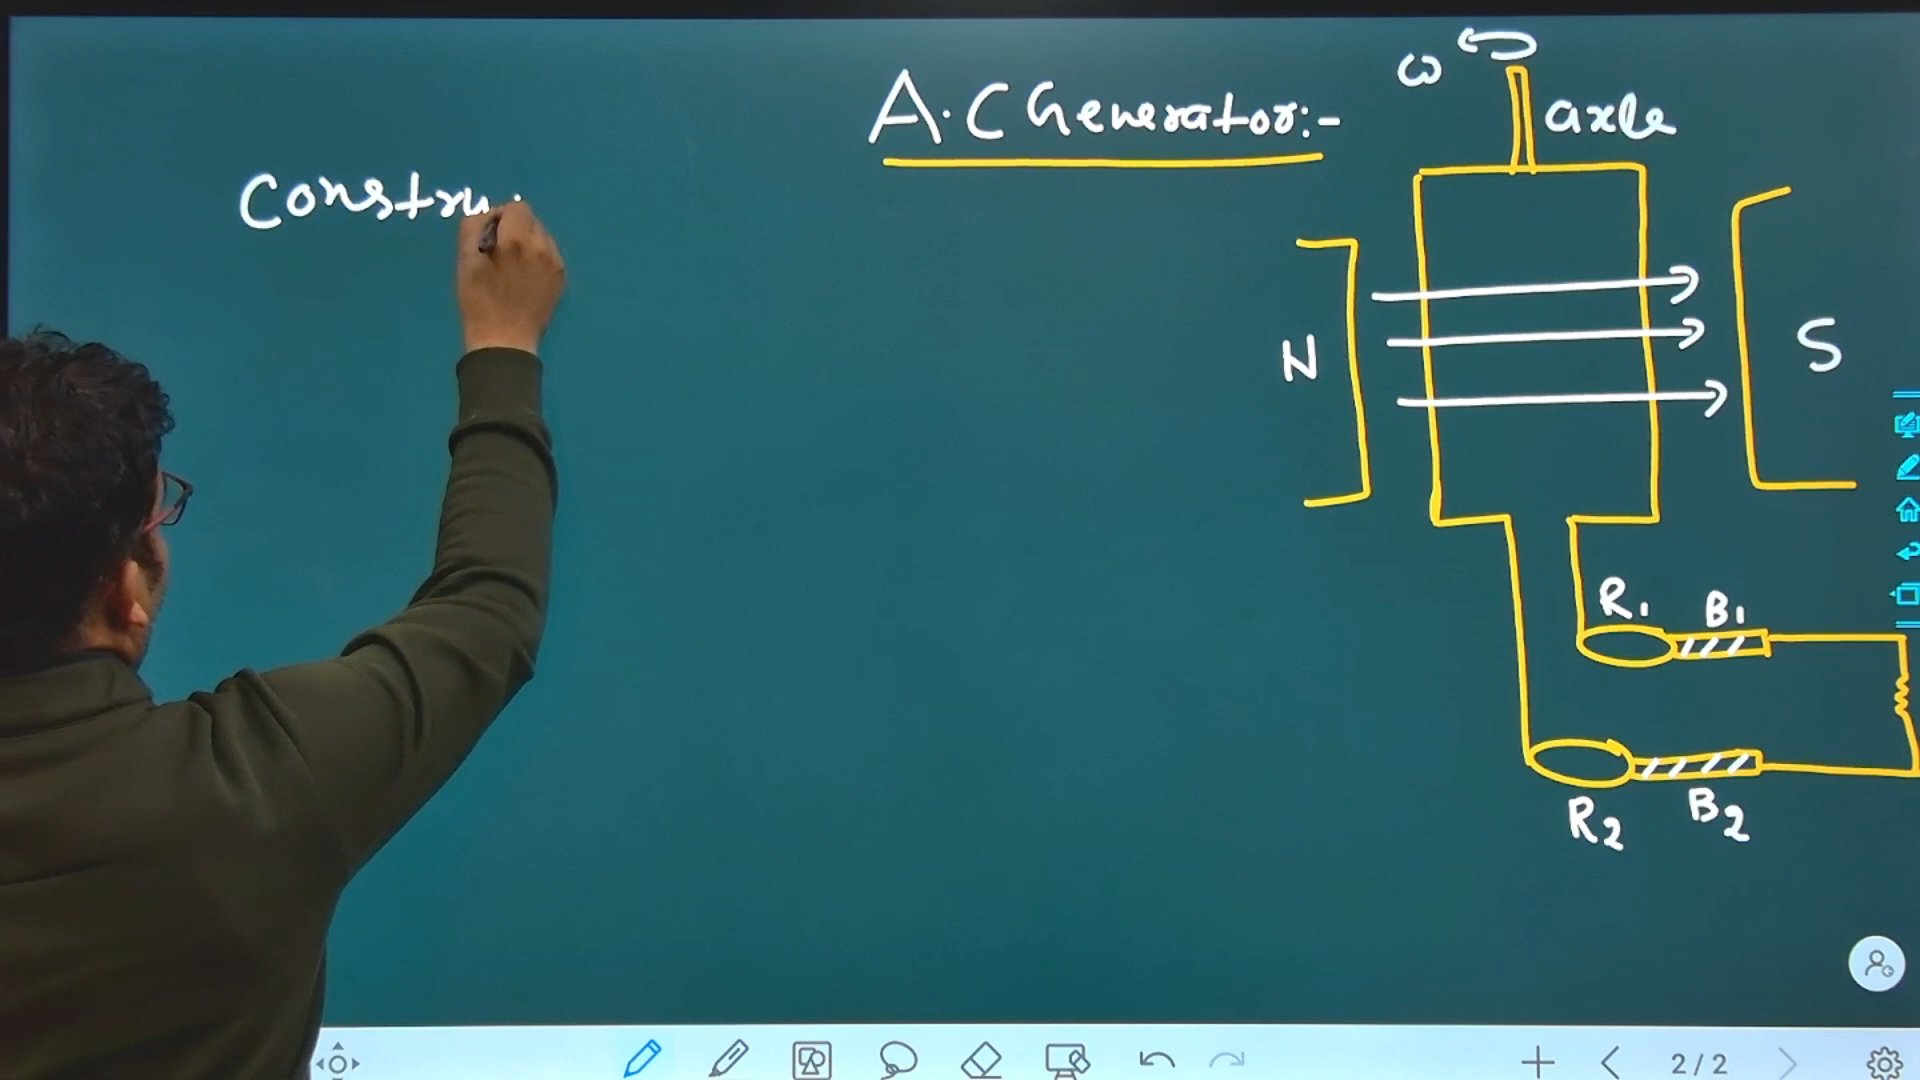 A.C Generator:-
ω
axle
Constru
N
S
R1
B1
R2
B2
2/2